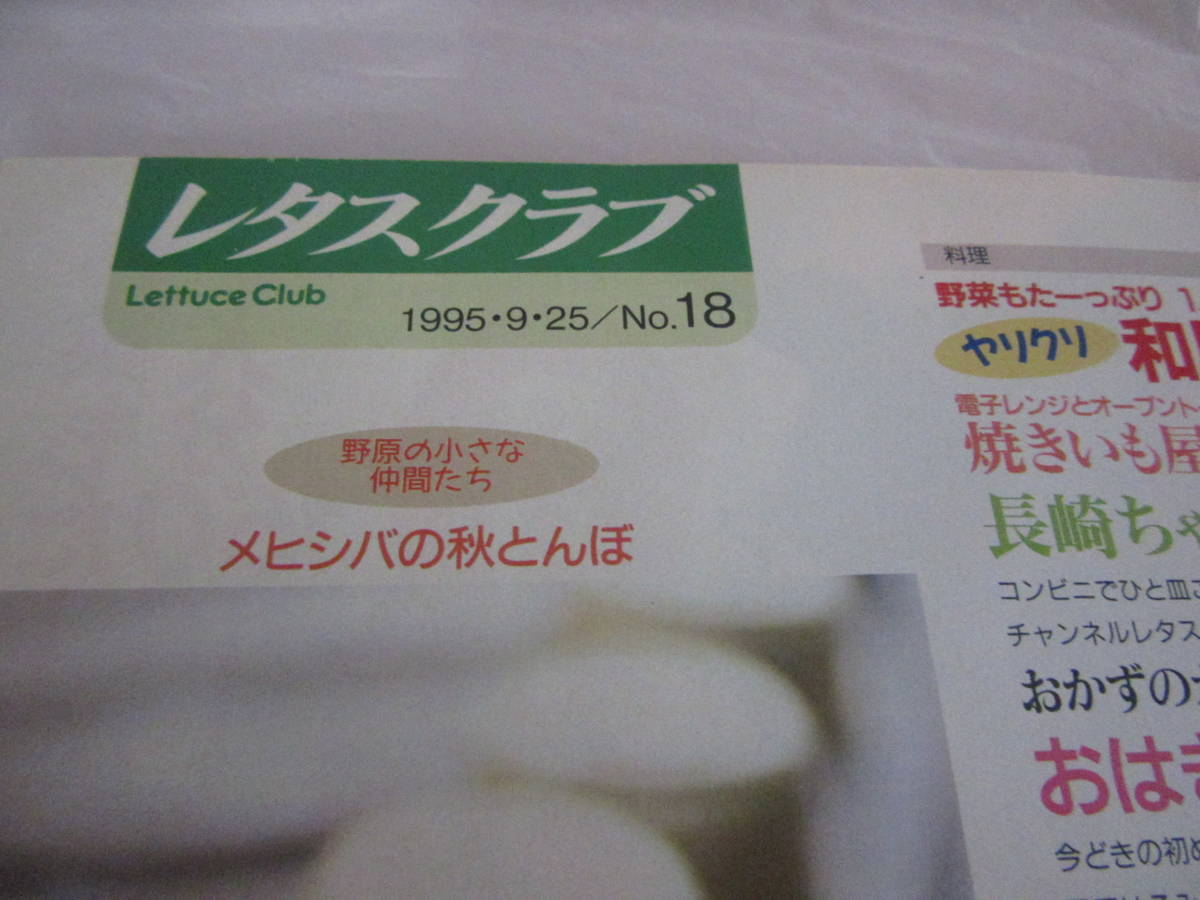 レタスクラブ
Lettuce Club
1995・9・25／No.18
野原の小さな
仲間たち
メヒシバの秋とんぼ
料理
野菜もたーっぷり 1
ヤリクリ 和
電子レンジとオーブント
焼きいも屋
長崎ちゃ
コンビニでひと皿
チャンネルレタス
おかずの
おはぎ
今どきの初め